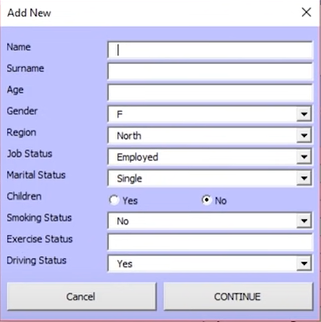 Add New
Name
Surname
Age
Gender F
Region North
Job Status Employed
Marital Status Single
Children Yes No
Smoking Status No
Exercise Status
Driving Status Yes
Cancel CONTINUE